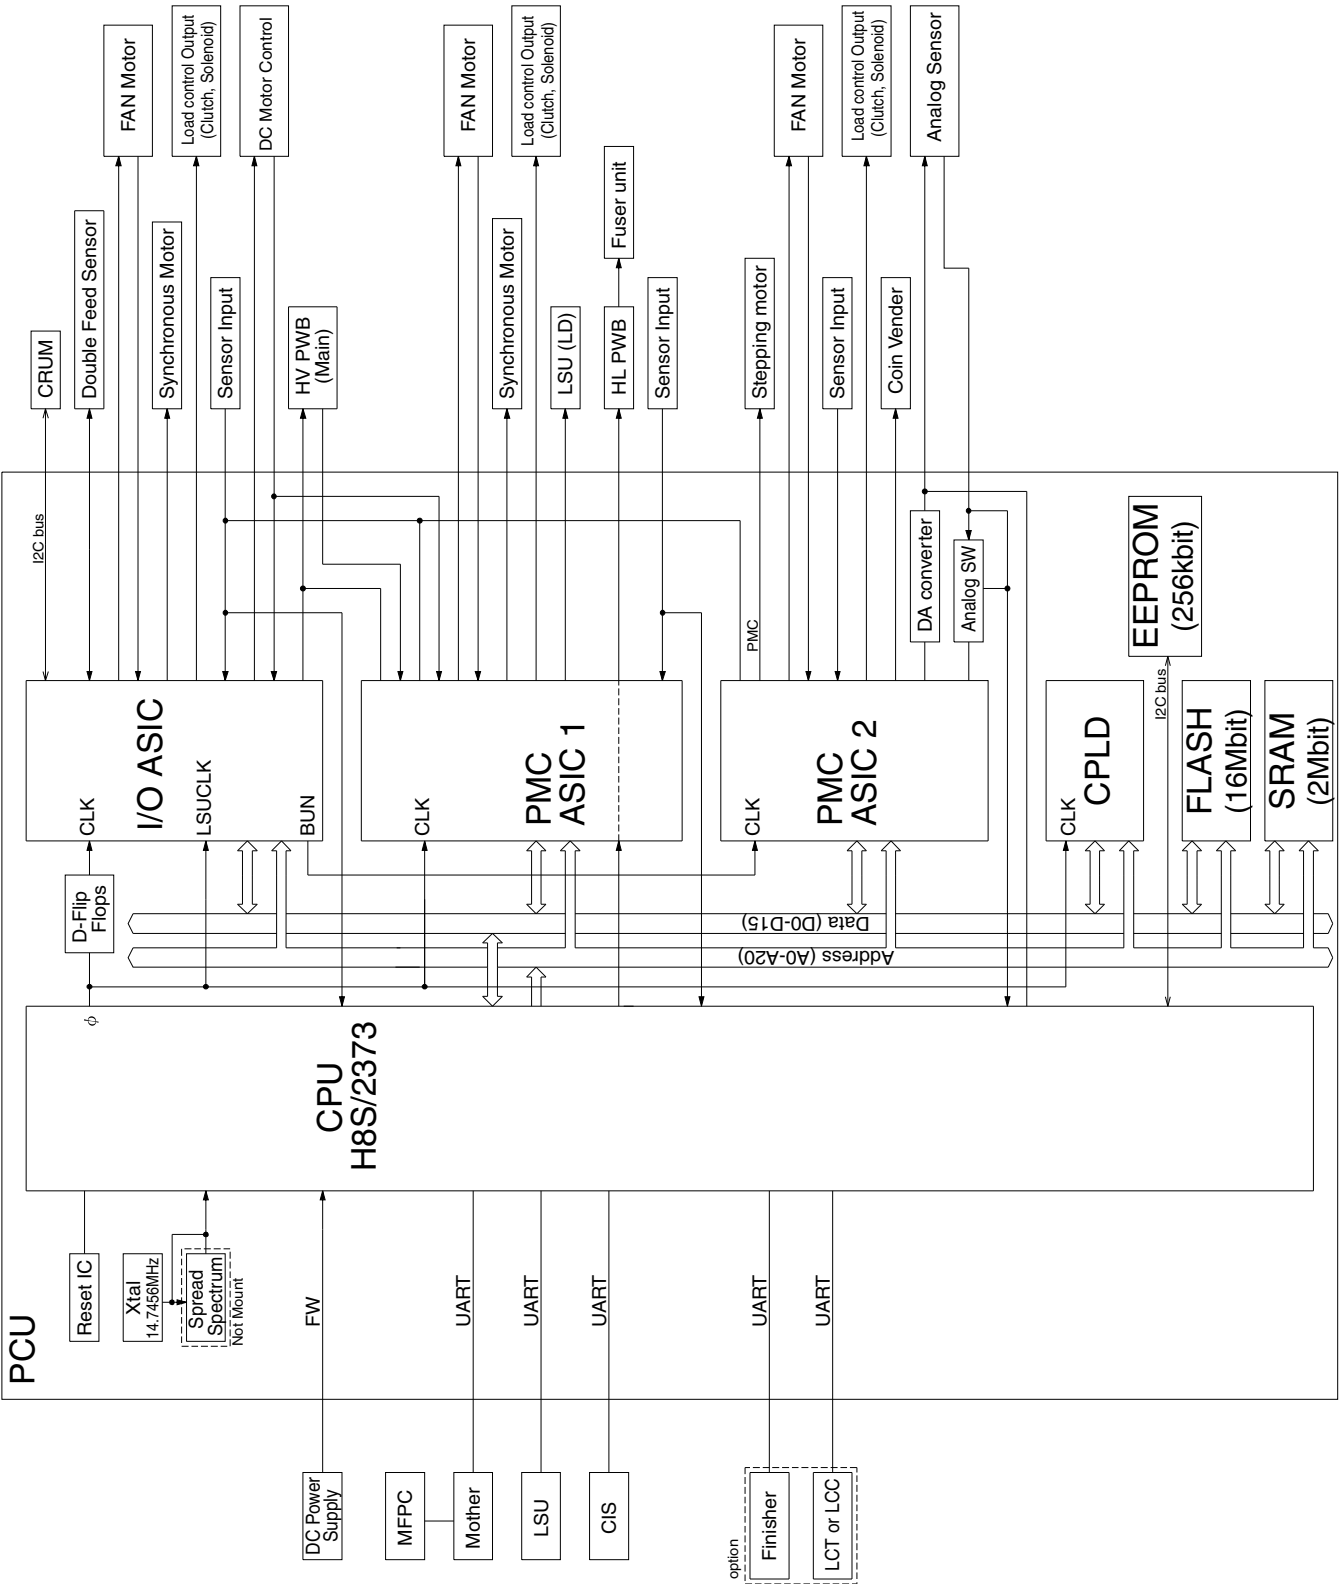 PCU
DC Power
Supply
MFPC
Mother
LSU
CIS
option
Finisher
LCT or LCC
FW
UART
UART
UART
UART
UART
Reset IC
Xtal
14.7456MHz
Spread
Spectrum
Not Mount
CPU
H8S/2373
ϕ
D-Flip
Flops
Address (A0-A20)
Data (D0-D15)
CLK
I/O ASIC
LSUCLK
BUN
CLK
PMC
ASIC 1
CLK
PMC
ASIC 2
CLK
CPLD
FLASH
(16Mbit)
SRAM
(2Mbit)
I2C bus
EEPROM
(256kbit)
I2C bus
PMC
DA converter
Analog SW
CRUM
Double Feed Sensor
FAN Motor
Synchronous Motor
Load control Output
(Clutch, Solenoid)
Sensor Input
DC Motor Control
HV PWB
(Main)
FAN Motor
Synchronous Motor
Load control Output
(Clutch, Solenoid)
LSU (LD)
HL PWB
Fuser unit
Sensor Input
Stepping motor
FAN Motor
Sensor Input
Load control Output
(Clutch, Solenoid)
Coin Vender
Analog Sensor